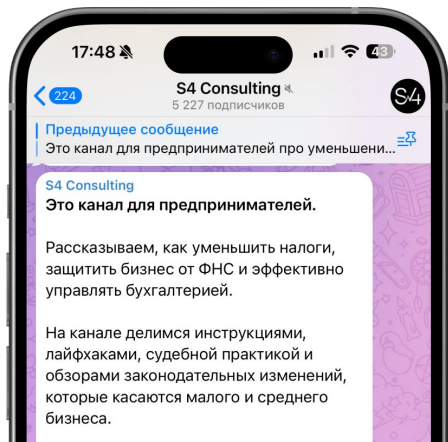 17:48
43
224
S4 Consulting
5 227 подписчиков
S4
Предыдущее сообщение
Это канал для предпринимателей про уменьшени...
S4 Consulting
Это канал для предпринимателей.
Рассказываем, как уменьшить налоги,
защитить бизнес от ФНС и эффективно
управлять бухгалтерией.
На канале делимся инструкциями,
лайфхаками, судебной практикой и
обзорами законодательных изменений,
которые касаются малого и среднего
бизнеса.